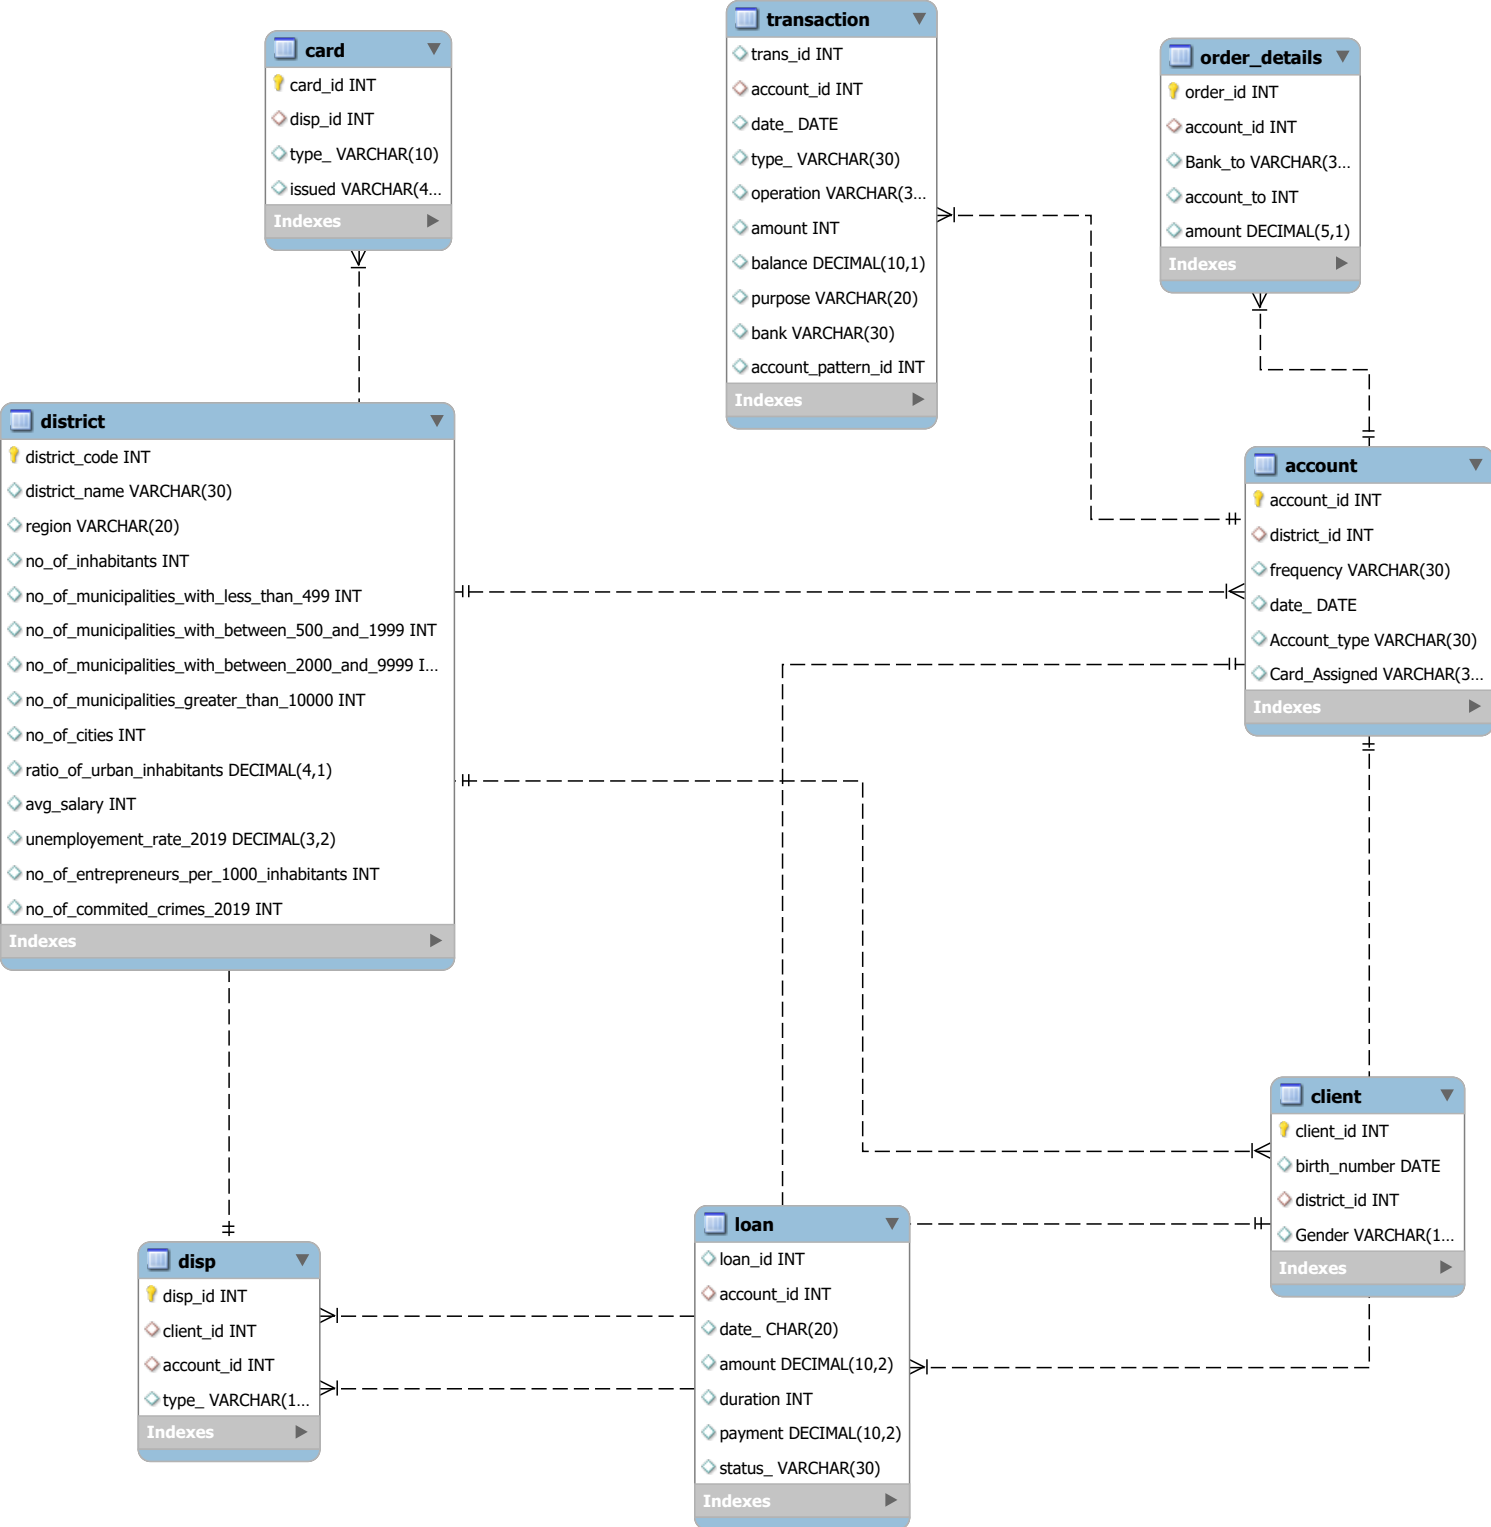 card
card_id INT
disp_id INT
type_ VARCHAR(10)
issued VARCHAR(4...
Indexes
transaction
trans_id INT
account_id INT
date_ DATE
type_ VARCHAR(30)
operation VARCHAR(3...
amount INT
balance DECIMAL(10,1)
purpose VARCHAR(20)
bank VARCHAR(30)
account_pattern_id INT
Indexes
order_details
order_id INT
account_id INT
Bank_to VARCHAR(3...
account_to INT
amount DECIMAL(5,1)
Indexes
district
district_code INT
district_name VARCHAR(30)
region VARCHAR(20)
no_of_inhabitants INT
no_of_municipalities_with_less_than_499 INT
no_of_municipalities_with_between_500_and_1999 INT
no_of_municipalities_with_between_2000_and_9999 I...
no_of_municipalities_greater_than_10000 INT
no_of_cities INT
ratio_of_urban_inhabitants DECIMAL(4,1)
avg_salary INT
unemployement_rate_2019 DECIMAL(3,2)
no_of_entrepreneurs_per_1000_inhabitants INT
no_of_commited_crimes_2019 INT
Indexes
account
account_id INT
district_id INT
frequency VARCHAR(30)
date_ DATE
Account_type VARCHAR(30)
Card_Assigned VARCHAR(3...
Indexes
client
client_id INT
birth_number DATE
district_id INT
Gender VARCHAR(1...
Indexes
disp
disp_id INT
client_id INT
account_id INT
type_ VARCHAR(1...
Indexes
loan
loan_id INT
account_id INT
date_ CHAR(20)
amount DECIMAL(10,2)
duration INT
payment DECIMAL(10,2)
status_ VARCHAR(30)
Indexes